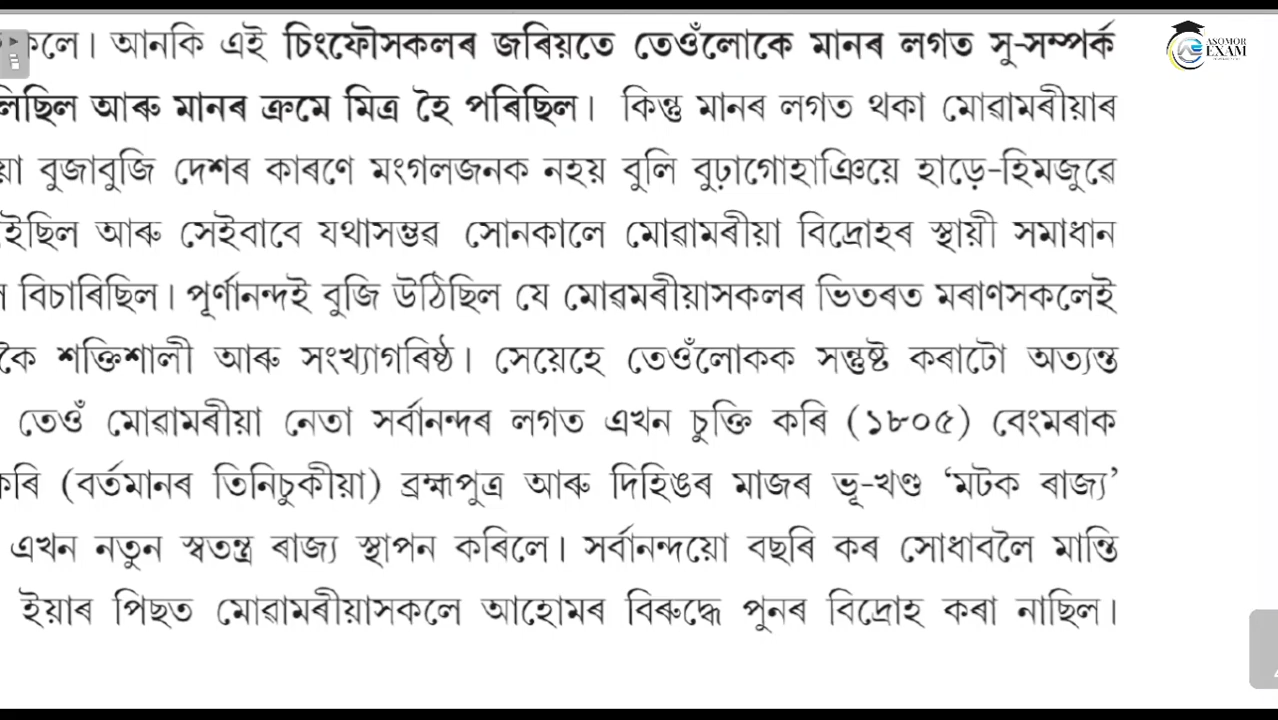 কলে। আনকি এই চিংফৌসকলৰ জৰিয়তে তেওঁলোকে মানৰ লগত সু-সম্পৰ্ক
ASOMOR
EXAM
লিছিল আৰু মানৰ ক্ৰমে মিত্ৰ হৈ পৰিছিল। কিন্তু মানৰ লগত থকা মোৱামৰীয়াৰ
য়া বুজাবুজি দেশৰ কাৰণে মংগলজনক নহয় বুলি বুঢ়াগোহাঞিয়ে হাড়ে-হিমজুৱে
ইছিল আৰু সেইবাবে যথাসম্ভৱ সোনকালে মোৱামৰীয়া বিদ্ৰোহৰ স্থায়ী সমাধান
বিচাৰিছিল। পূৰ্ণানন্দই বুজি উঠিছিল যে মোৱমৰীয়াসকলৰ ভিতৰত মৰাণসকলেই
কৈ শক্তিশালী আৰু সংখ্যাগৰিষ্ঠ। সেয়েহে তেওঁলোকক সন্তুষ্ট কৰাটো অত্যন্ত
তেওঁ মোৱামৰীয়া নেতা সৰ্বানন্দৰ লগত এখন চুক্তি কৰি (১৮০৫) বেংমৰাক
কৰি (বৰ্তমানৰ তিনিচুকীয়া) ব্ৰহ্মপুত্ৰ আৰু দিহিঙৰ মাজৰ ভূ-খণ্ড ‘মটক ৰাজ্য’
এখন নতুন স্বতন্ত্ৰ ৰাজ্য স্থাপন কৰিলে। সৰ্বানন্দয়ো বছৰি কৰ সোধাবলৈ মান্তি
ইয়াৰ পিছত মোৱামৰীয়াসকলে আহোমৰ বিৰুদ্ধে পুনৰ বিদ্ৰোহ কৰা নাছিল।